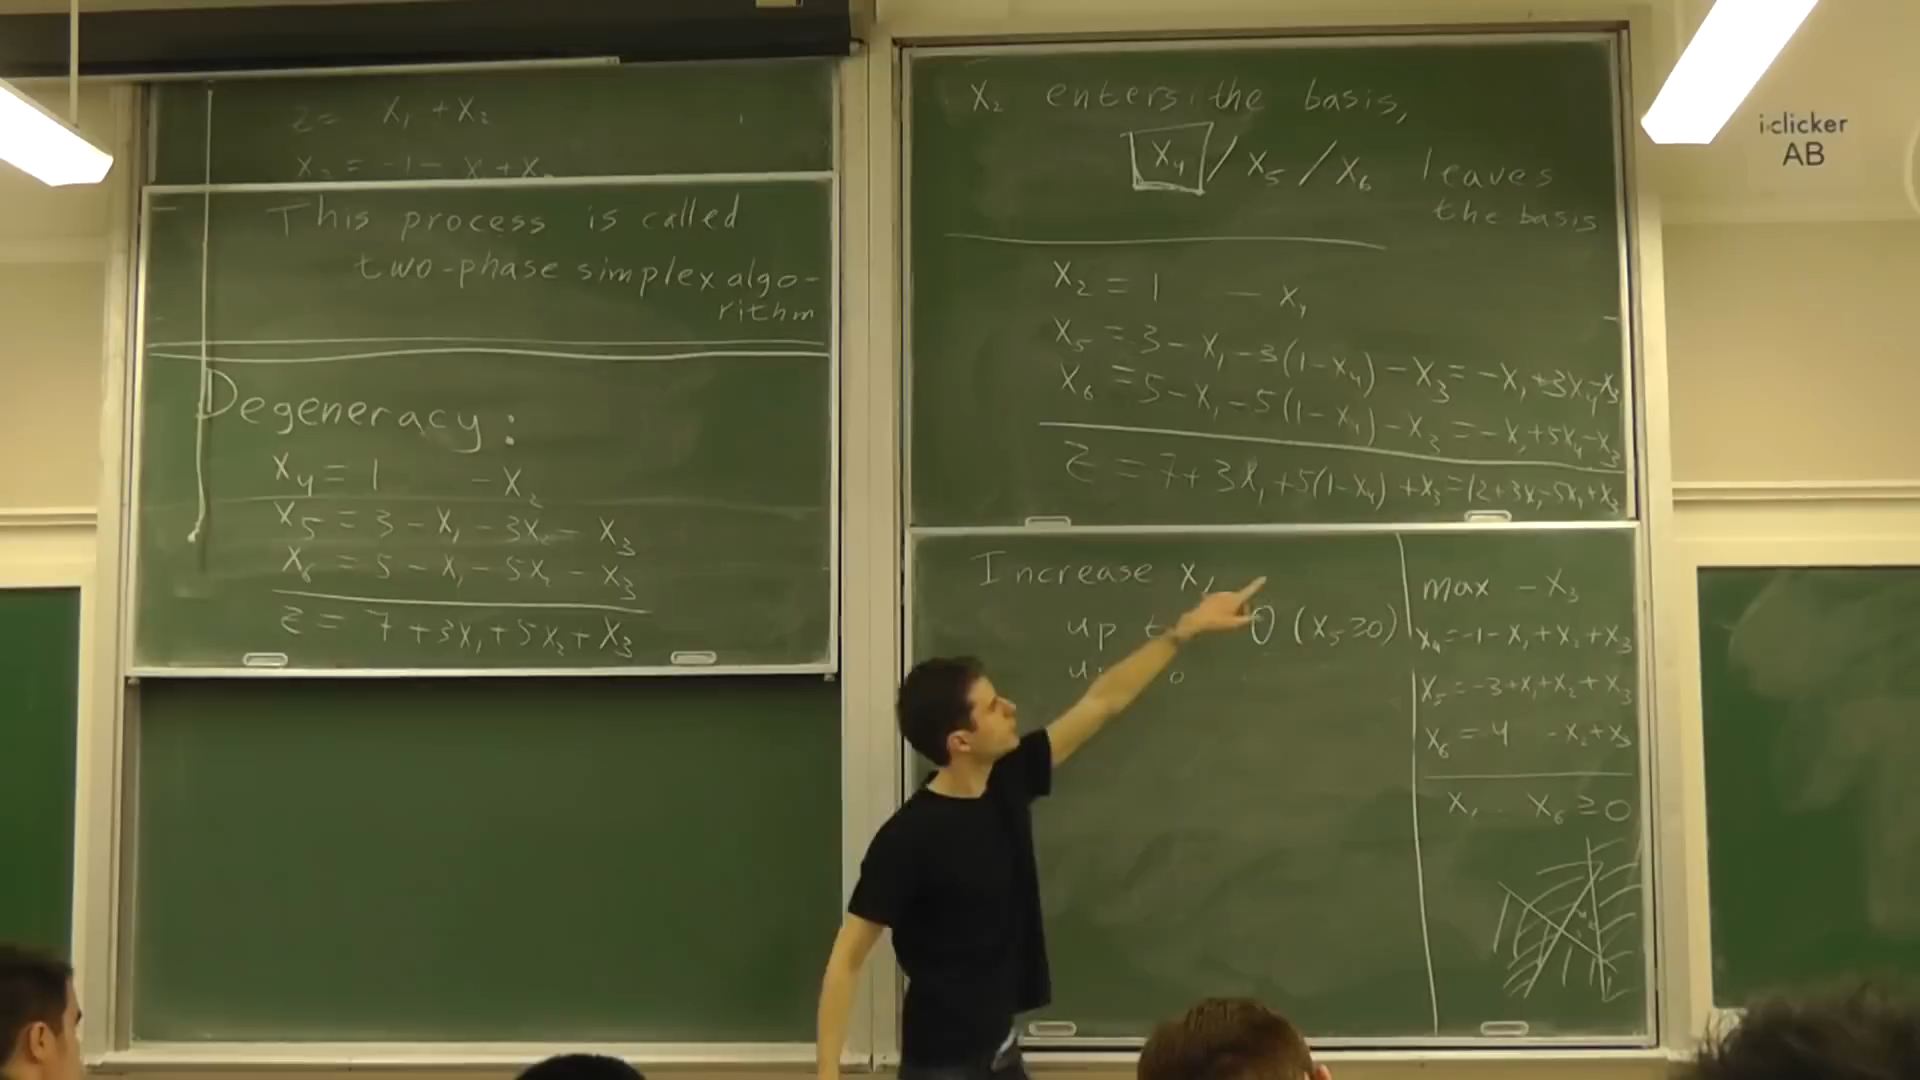 z = x₁ + x₂
This process is called
two-phase simplex algo-
rithm
Degeneracy:
x₄ = 1 - x₂
x₅ = 3 - x₁ - 3x₂ - x₃
x₆ = 5 - x₁ - 5x₂ - x₃
z = 7 + 3x₁ + 5x₂ + x₃
x₂ enters the basis,
x₄ / x₅ / x₆ leaves
the basis
x₂ = 1 - x₄
x₅ = 3 - x₁ - 3(1 - x₄) - x₃ = -x₁ + 3x₄ - x₃
x₆ = 5 - x₁ - 5(1 - x₄) - x₃ = -x₁ + 5x₄ - x₃
z = 7 + 3x₁ + 5(1 - x₄) + x₃ = 12 + 3x₁ - 5x₄ + x₃
Increase x₁
up 0 (x₅ ≥ 0)
max - x₃
x₄ = -1 - x₁ + x₂ + x₃
x₅ = -3 + x₁ + x₂ + x₃
x₆ = 4 - x₂ + x₃
x₁ .. x₆ ≥ 0
i-clicker
AB